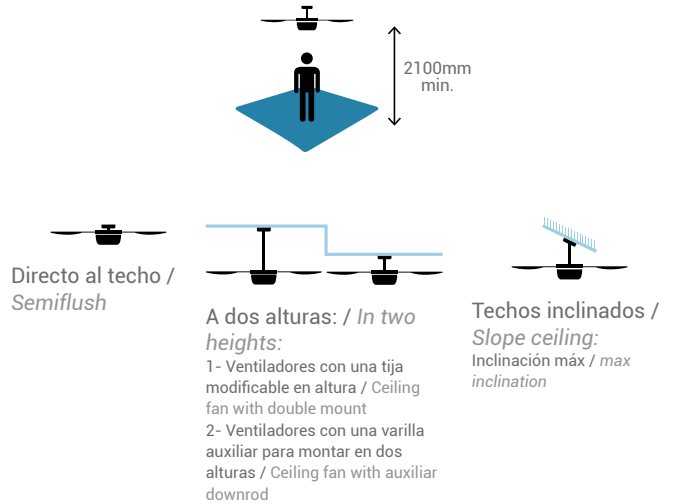 2100mm
min.
Directo al techo /
Semiflush
A dos alturas: / In two
heights:
1- Ventiladores con una tija
modificable en altura / Ceiling
fan with double mount
2- Ventiladores con una varilla
auxiliar para montar en dos
alturas / Ceiling fan with auxiliar
downrod
Techos inclinados /
Slope ceiling:
Inclinación máx / max
inclination